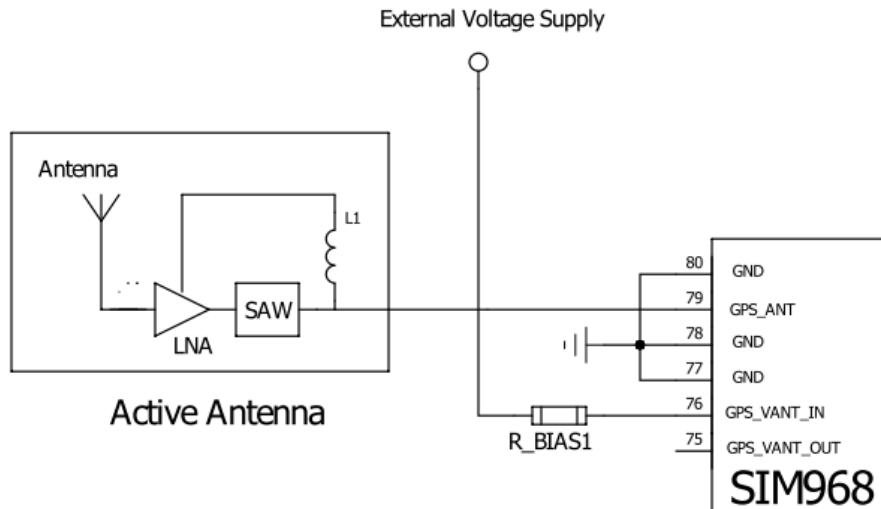 External Voltage Supply
Antenna
L1
SAW
LNA
Active Antenna
R_BIAS1
80 GND
79 GPS_ANT
78 GND
77 GND
76 GPS_VANT_IN
75 GPS_VANT_OUT
SIM968